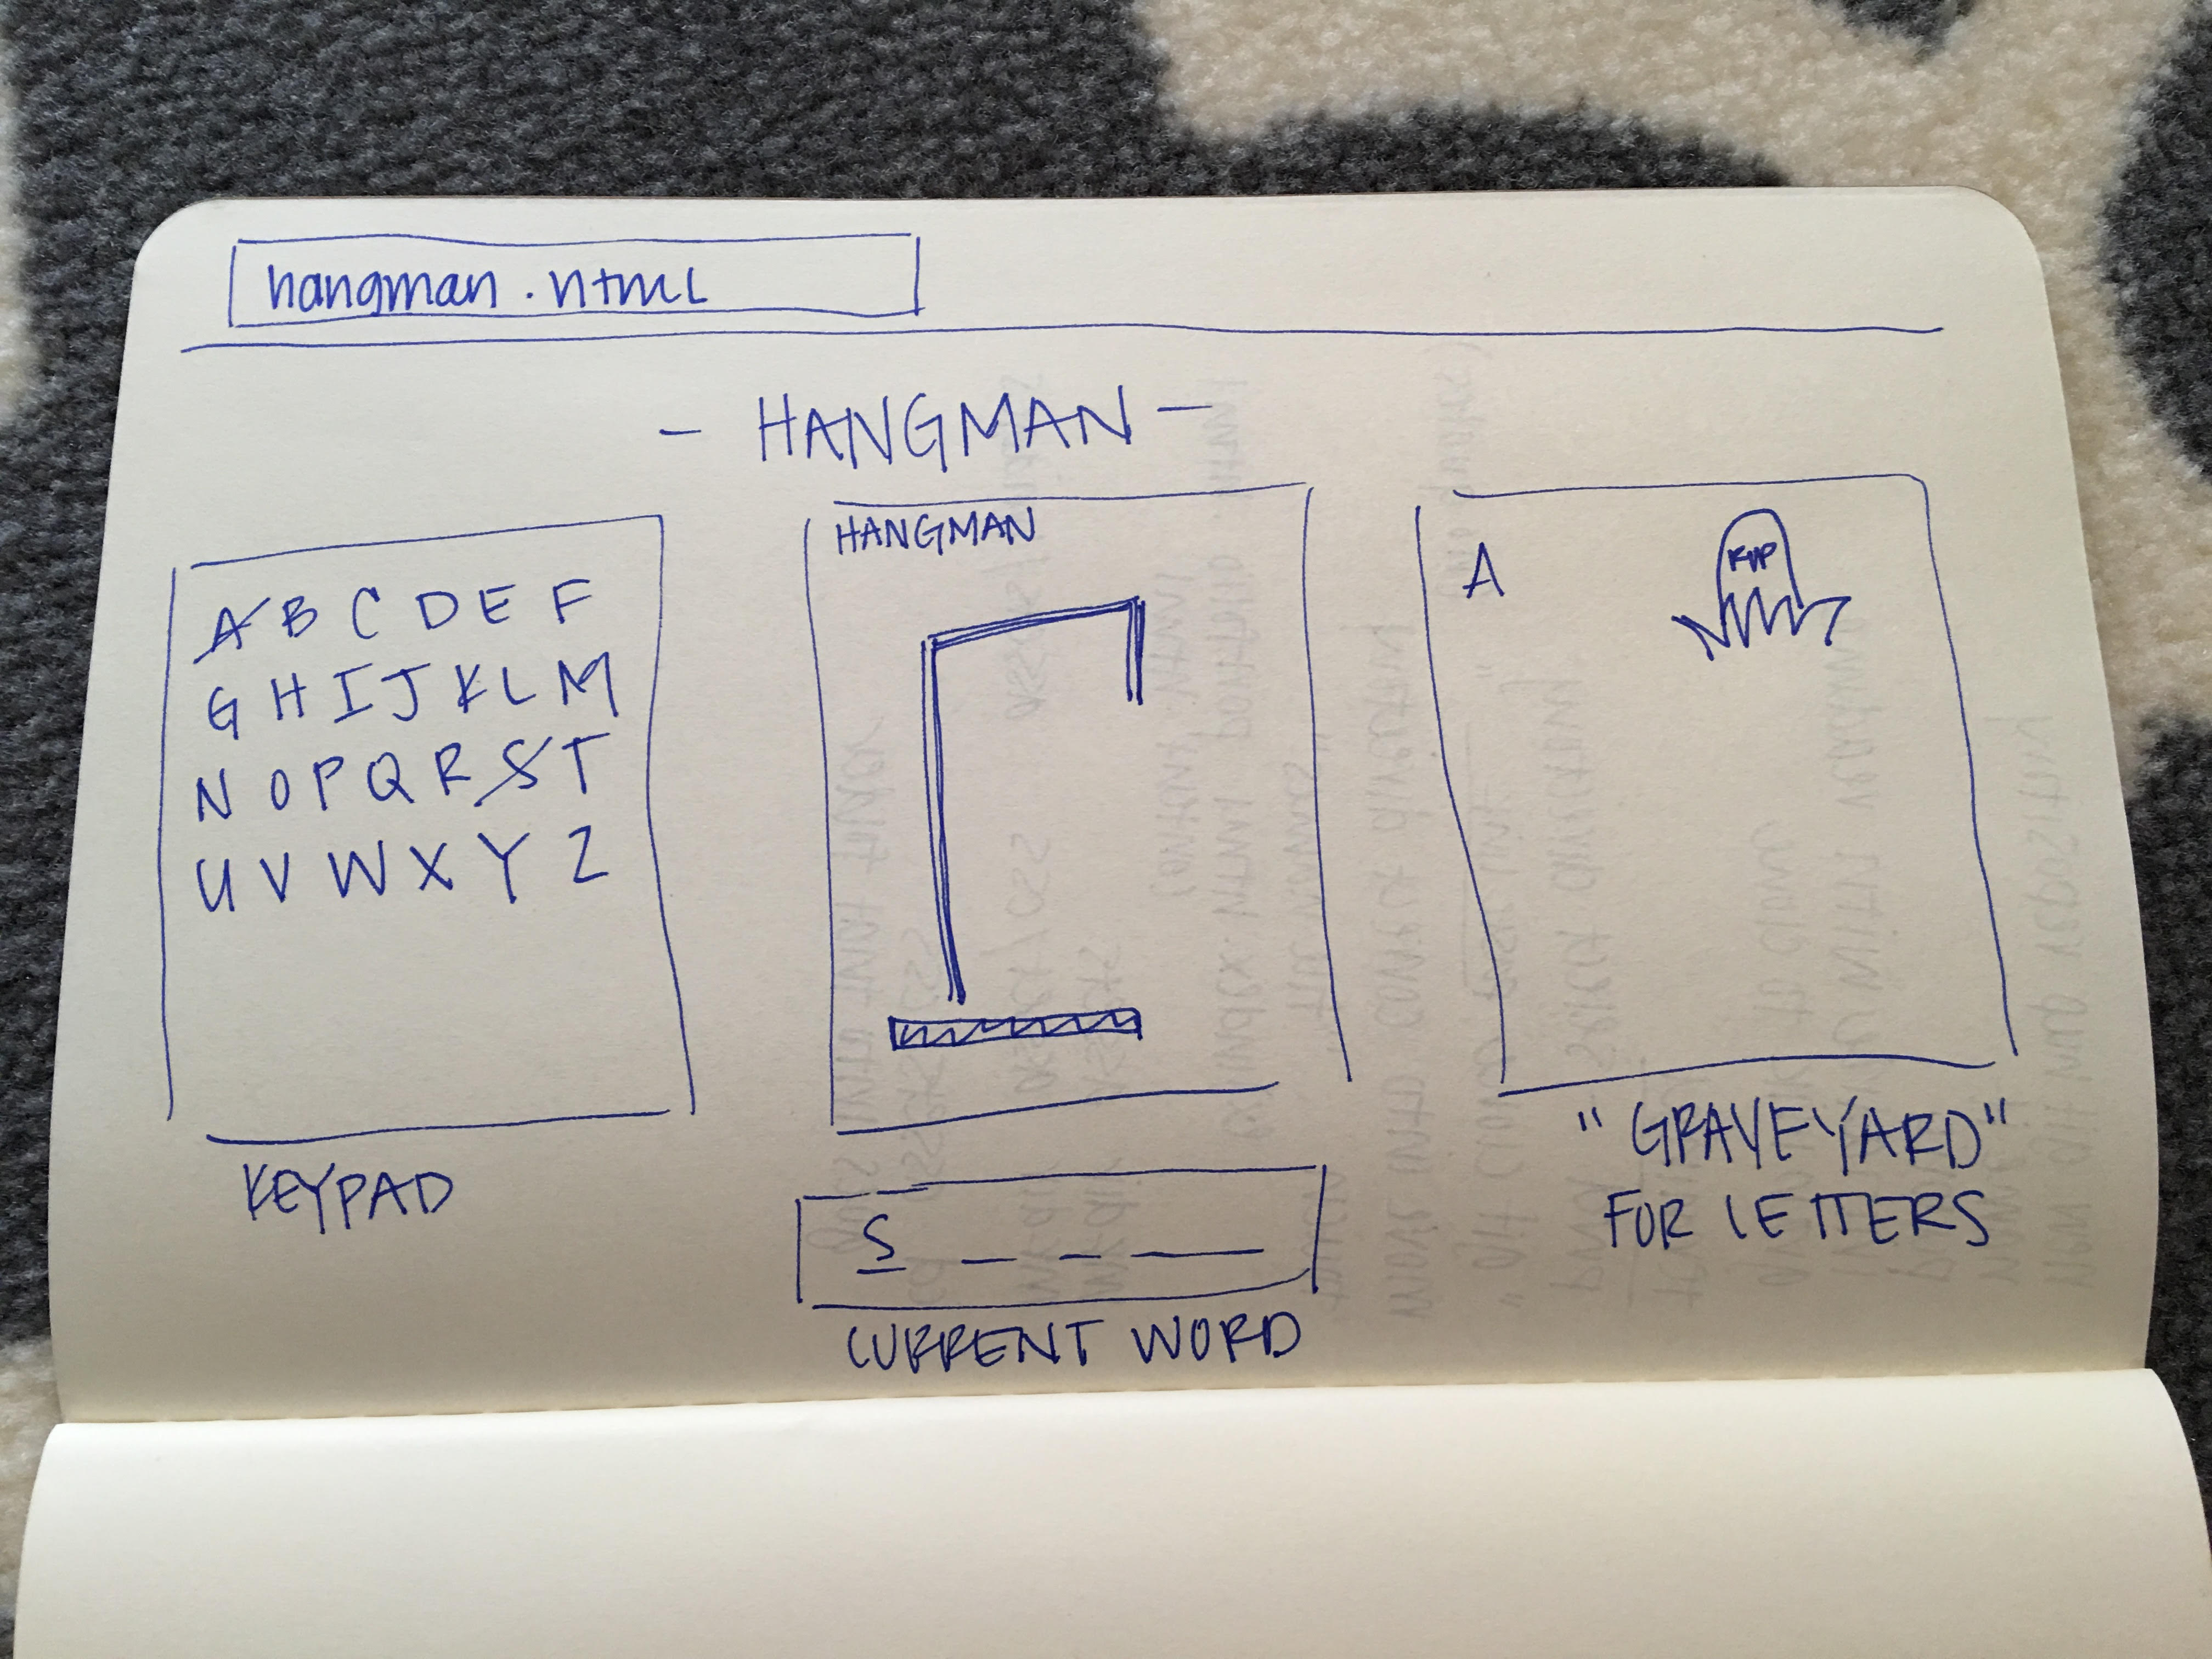 hangman.html
- HANGMAN -
A B C D E F
G H I J K L M
N O P Q R S T
U V W X Y Z
KEYPAD
HANGMAN
S _ _ _
CURRENT WORD
A
RIP
"GRAVEYARD"
FOR LETTERS